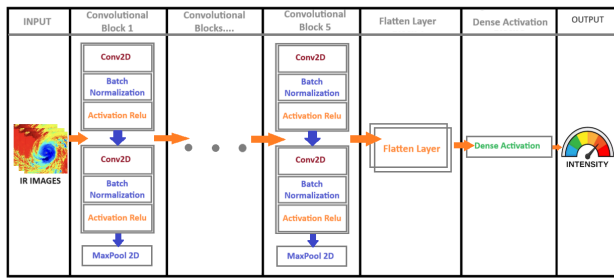 INPUT
Convolutional
Block 1
Convolutional
Blocks....
Convolutional
Block 5
Flatten Layer
Dense Activation
OUTPUT
Conv2D
Batch
Normalization
Activation Relu
Conv2D
Batch
Normalization
Activation Relu
MaxPool 2D
Conv2D
Batch
Normalization
Activation Relu
Conv2D
Batch
Normalization
Activation Relu
MaxPool 2D
IR IMAGES
Flatten Layer
Dense Activation
INTENSITY